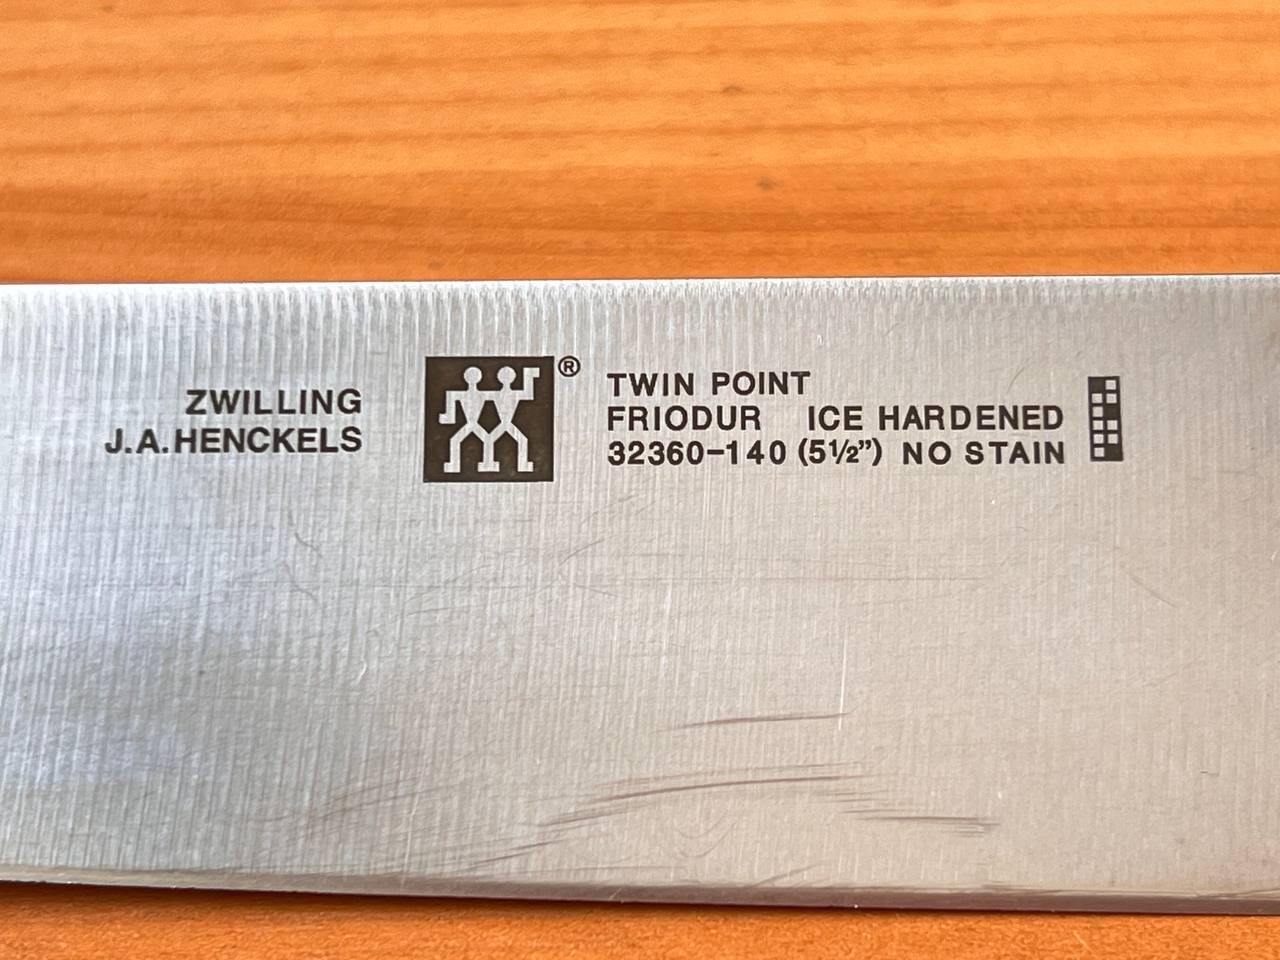 ZWILLING
J.A.HENCKELS
®
TWIN POINT
FRIODUR ICE HARDENED
32360-140 (5½") NO STAIN